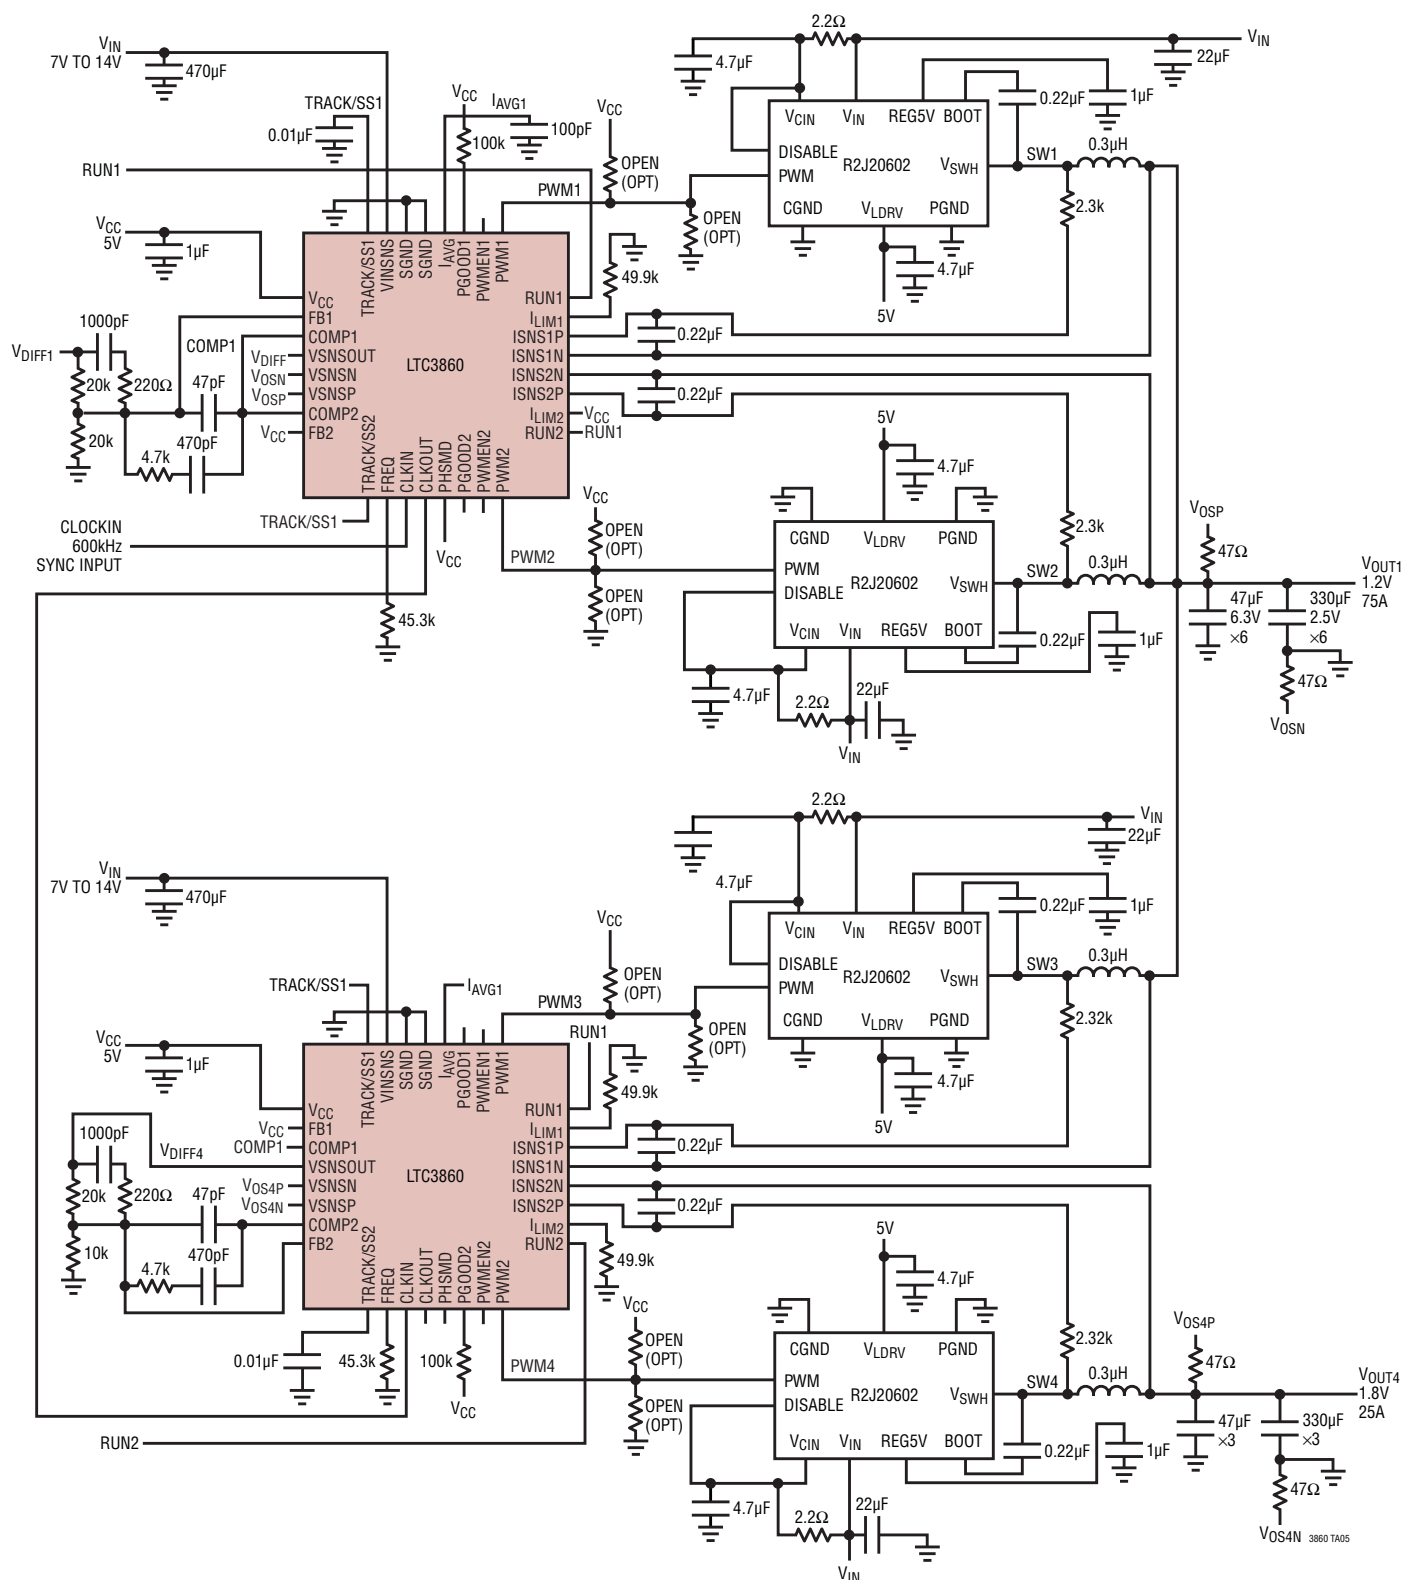 VIN
7V TO 14V
470µF
TRACK/SS1
0.01µF
VCC
100k
IAVG1
100pF
VCC
OPEN
(OPT)
PWM1
OPEN
(OPT)
RUN1
VCC
5V
1µF
4.7µF
2.2Ω
VIN
22µF
VCIN
VIN
REG5V
BOOT
DISABLE
PWM
R2J20602
VSWH
CGND
VLDRV
PGND
0.22µF
1µF
SW1
0.3µH
2.3k
4.7µF
5V
TRACK/SS1
VINSNS
SGND
SGND
IAVG
PGOOD1
PWMEN1
PWM1
VCC
FB1
COMP1
VSNSOUT
VSNSN
VSNSP
COMP2
FB2
LTC3860
RUN1
ILIM1
ISNS1P
ISNS1N
ISNS2N
ISNS2P
ILIM2
RUN2
TRACK/SS2
FREQ
CLKIN
CLKOUT
PHSMD
PGOOD2
PWMEN2
PWM2
49.9k
0.22µF
0.22µF
VCC
RUN1
1000pF
VDIFF1
COMP1
VDIFF
VOSN
VOSP
20k
220Ω
47pF
20k
VCC
470pF
4.7k
TRACK/SS1
CLOCKIN
600kHz
SYNC INPUT
VCC
45.3k
PWM2
VCC
OPEN
(OPT)
OPEN
(OPT)
5V
4.7µF
CGND
VLDRV
PGND
PWM
DISABLE
R2J20602
VSWH
VCIN
VIN
REG5V
BOOT
2.3k
SW2
0.3µH
0.22µF
1µF
4.7µF
2.2Ω
22µF
VIN
VOSP
47Ω
VOUT1
1.2V
75A
47µF
6.3V
×6
330µF
2.5V
×6
47Ω
VOSN
VIN
7V TO 14V
470µF
TRACK/SS1
IAVG1
VCC
OPEN
(OPT)
PWM3
OPEN
(OPT)
RUN1
VCC
5V
1µF
2.2Ω
VIN
22µF
4.7µF
VCIN
VIN
REG5V
BOOT
DISABLE
PWM
R2J20602
VSWH
CGND
VLDRV
PGND
0.22µF
1µF
SW3
0.3µH
2.32k
4.7µF
5V
TRACK/SS1
VINSNS
SGND
SGND
IAVG
PGOOD1
PWMEN1
PWM1
VCC
FB1
COMP1
VSNSOUT
VSNSN
VSNSP
COMP2
FB2
LTC3860
RUN1
ILIM1
ISNS1P
ISNS1N
ISNS2N
ISNS2P
ILIM2
RUN2
TRACK/SS2
FREQ
CLKIN
CLKOUT
PHSMD
PGOOD2
PWMEN2
PWM2
49.9k
0.22µF
0.22µF
49.9k
VCC
COMP1
1000pF
VDIFF4
VOS4P
VOS4N
20k
220Ω
47pF
10k
470pF
4.7k
0.01µF
45.3k
100k
VCC
RUN2
PWM4
VCC
OPEN
(OPT)
OPEN
(OPT)
5V
4.7µF
CGND
VLDRV
PGND
PWM
DISABLE
R2J20602
VSWH
VCIN
VIN
REG5V
BOOT
2.32k
SW4
0.3µH
0.22µF
1µF
4.7µF
2.2Ω
22µF
VIN
VOS4P
47Ω
VOUT4
1.8V
25A
47µF
×3
330µF
×3
47Ω
VOS4N
3860 TA05